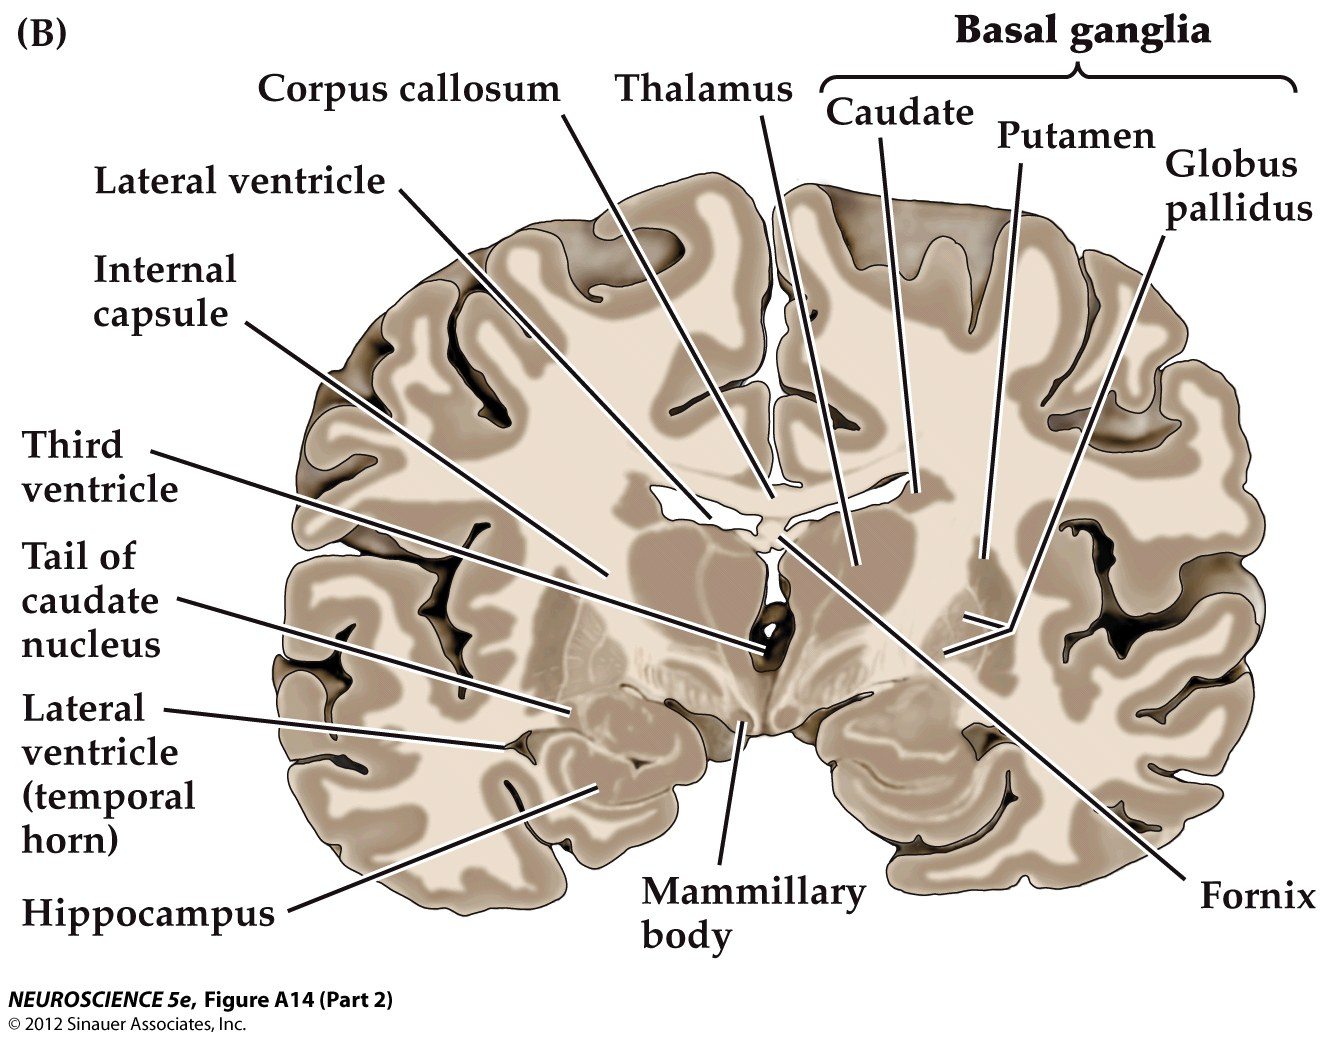 (B)
Basal ganglia
Corpus callosum
Thalamus
Caudate
Putamen
Globus
pallidus
Lateral ventricle
Internal
capsule
Third
ventricle
Tail of
caudate
nucleus
Lateral
ventricle
(temporal
horn)
Hippocampus
Mammillary
body
Fornix
NEUROSCIENCE 5e, Figure A14 (Part 2)
© 2012 Sinauer Associates, Inc.